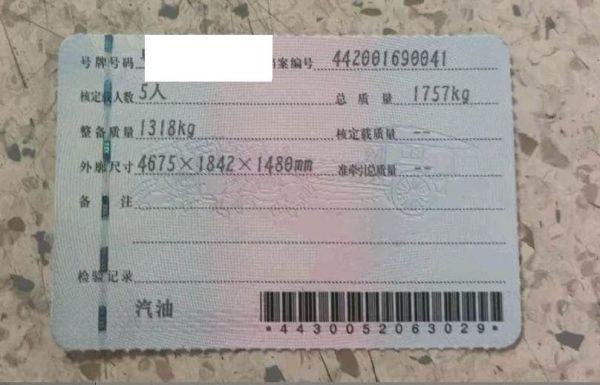 号牌号码 档案编号 442001690041
核定载人数 5人 总质量 1757kg
整备质量 1318kg 核定载质量 --
外廓尺寸 4675×1842×1480mm 准牵引总质量 --
备注
检验记录
汽油
*4430052063029*